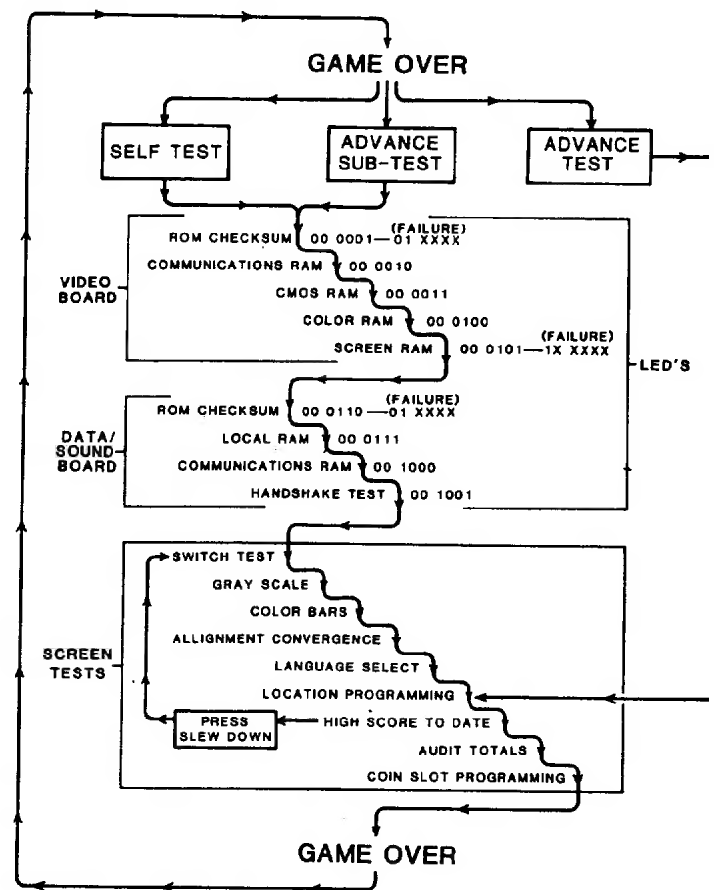 GAME OVER
SELF TEST
ADVANCE
SUB-TEST
ADVANCE
TEST
VIDEO
BOARD
ROM CHECKSUM 00 0001—01 XXXX (FAILURE)
COMMUNICATIONS RAM 00 0010
CMOS RAM 00 0011
COLOR RAM 00 0100
SCREEN RAM 00 0101—1X XXXX (FAILURE)
LED'S
DATA/
SOUND
BOARD
ROM CHECKSUM 00 0110—01 XXXX (FAILURE)
LOCAL RAM 00 0111
COMMUNICATIONS RAM 00 1000
HANDSHAKE TEST 00 1001
SCREEN
TESTS
SWITCH TEST
GRAY SCALE
COLOR BARS
ALLIGNMENT CONVERGENCE
LANGUAGE SELECT
LOCATION PROGRAMMING
PRESS
SLEW DOWN
HIGH SCORE TO DATE
AUDIT TOTALS
COIN SLOT PROGRAMMING
GAME OVER